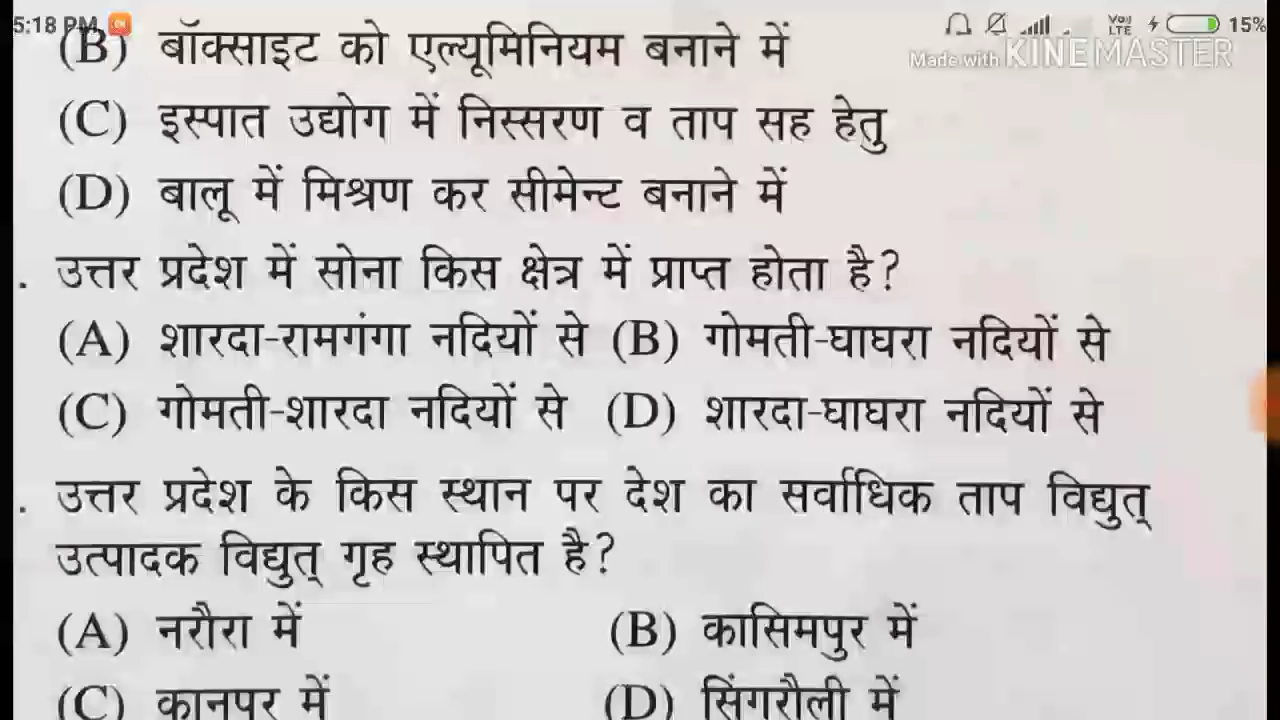 5:18 PM
Vou LTE
15%
Made with KINEMASTER
(B) बॉक्साइट को एल्यूमिनियम बनाने में
(C) इस्पात उद्योग में निस्सरण व ताप सह हेतु
(D) बालू में मिश्रण कर सीमेन्ट बनाने में
. उत्तर प्रदेश में सोना किस क्षेत्र में प्राप्त होता है?
(A) शारदा-रामगंगा नदियों से (B) गोमती-घाघरा नदियों से
(C) गोमती-शारदा नदियों से (D) शारदा-घाघरा नदियों से
. उत्तर प्रदेश के किस स्थान पर देश का सर्वाधिक ताप विद्युत्
उत्पादक विद्युत् गृह स्थापित है?
(A) नरौरा में (B) कासिमपुर में
(C) कानपुर में (D) सिंगरौली में